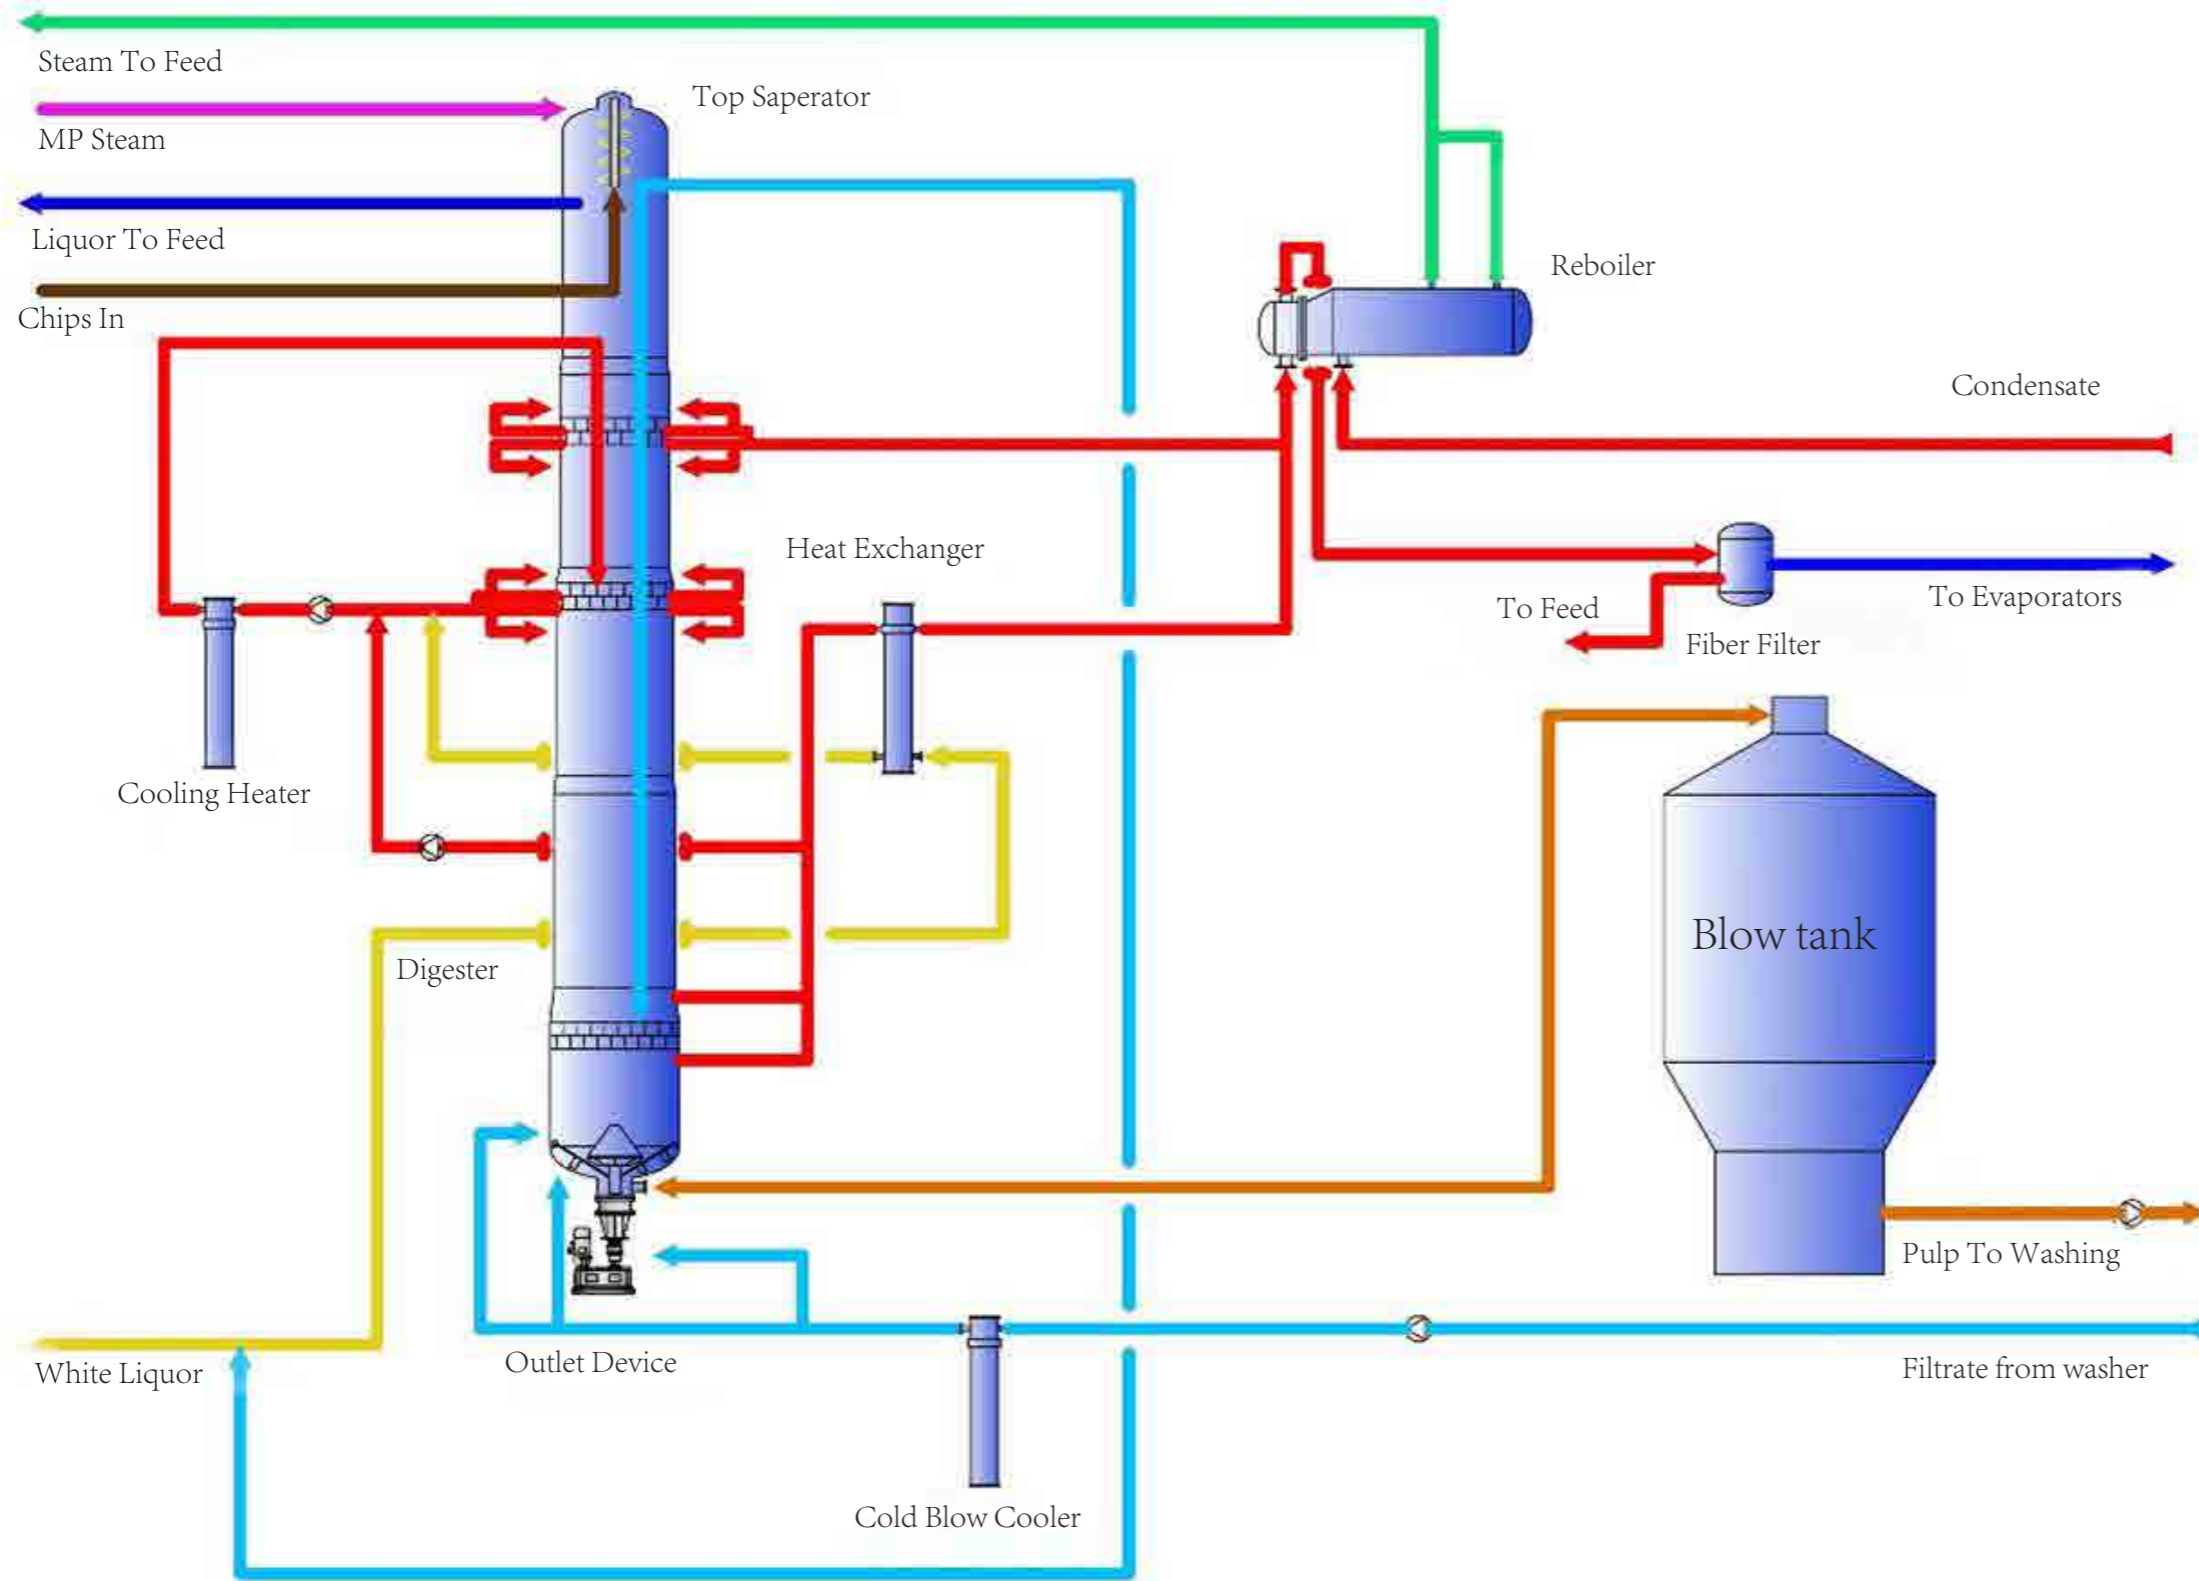 Steam To Feed
Top Saperator
MP Steam
Liquor To Feed
Reboiler
Chips In
Condensate
Heat Exchanger
To Feed
To Evaporators
Fiber Filter
Cooling Heater
Blow tank
Digester
Pulp To Washing
White Liquor
Outlet Device
Filtrate from washer
Cold Blow Cooler